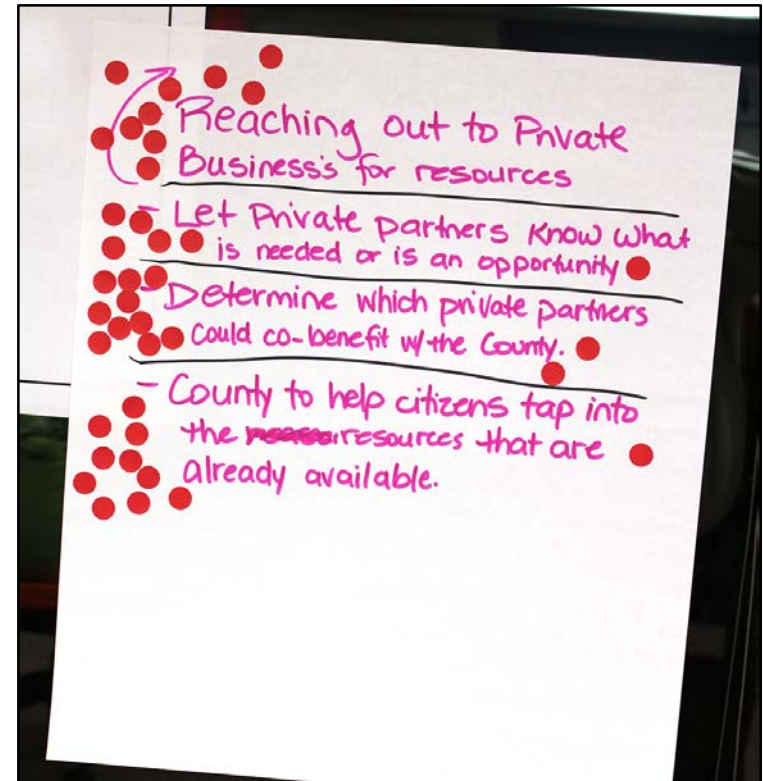 - Reaching out to Private
Business's for resources
- Let Private partners know what
is needed or is an opportunity
- Determine which private partners
could co-benefit w/ the County.
- County to help citizens tap into
the resources that are
already available.